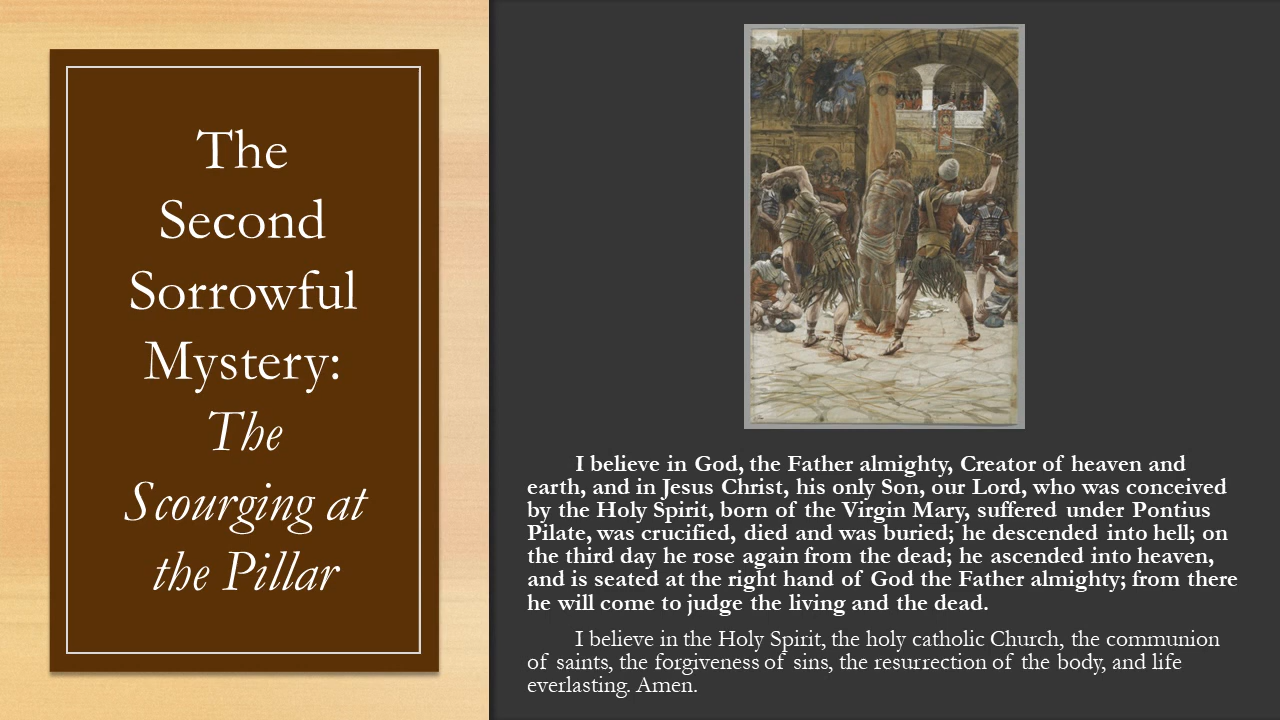 The
Second
Sorrowful
Mystery:
The
Scourging at
the Pillar
I believe in God, the Father almighty, Creator of heaven and
earth, and in Jesus Christ, his only Son, our Lord, who was conceived
by the Holy Spirit, born of the Virgin Mary, suffered under Pontius
Pilate, was crucified, died and was buried; he descended into hell; on
the third day he rose again from the dead; he ascended into heaven,
and is seated at the right hand of God the Father almighty; from there
he will come to judge the living and the dead.
I believe in the Holy Spirit, the holy catholic Church, the communion
of saints, the forgiveness of sins, the resurrection of the body, and life
everlasting. Amen.